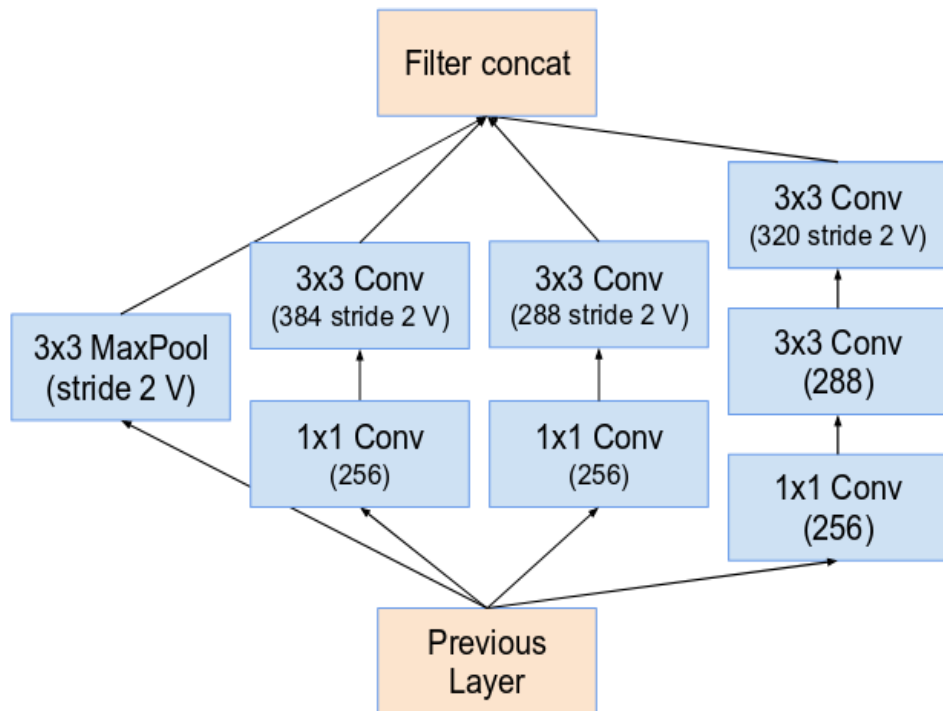 Filter concat
3x3 Conv
(320 stride 2 V)
3x3 Conv
(384 stride 2 V)
3x3 Conv
(288 stride 2 V)
3x3 MaxPool
(stride 2 V)
3x3 Conv
(288)
1x1 Conv
(256)
1x1 Conv
(256)
1x1 Conv
(256)
Previous
Layer